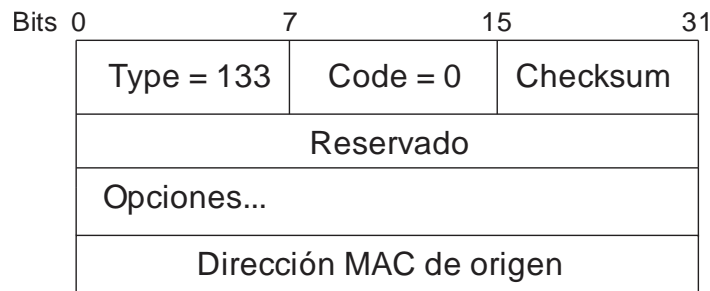 Bits 0 7 15 31
Type = 133 Code = 0 Checksum
Reservado
Opciones...
Dirección MAC de origen